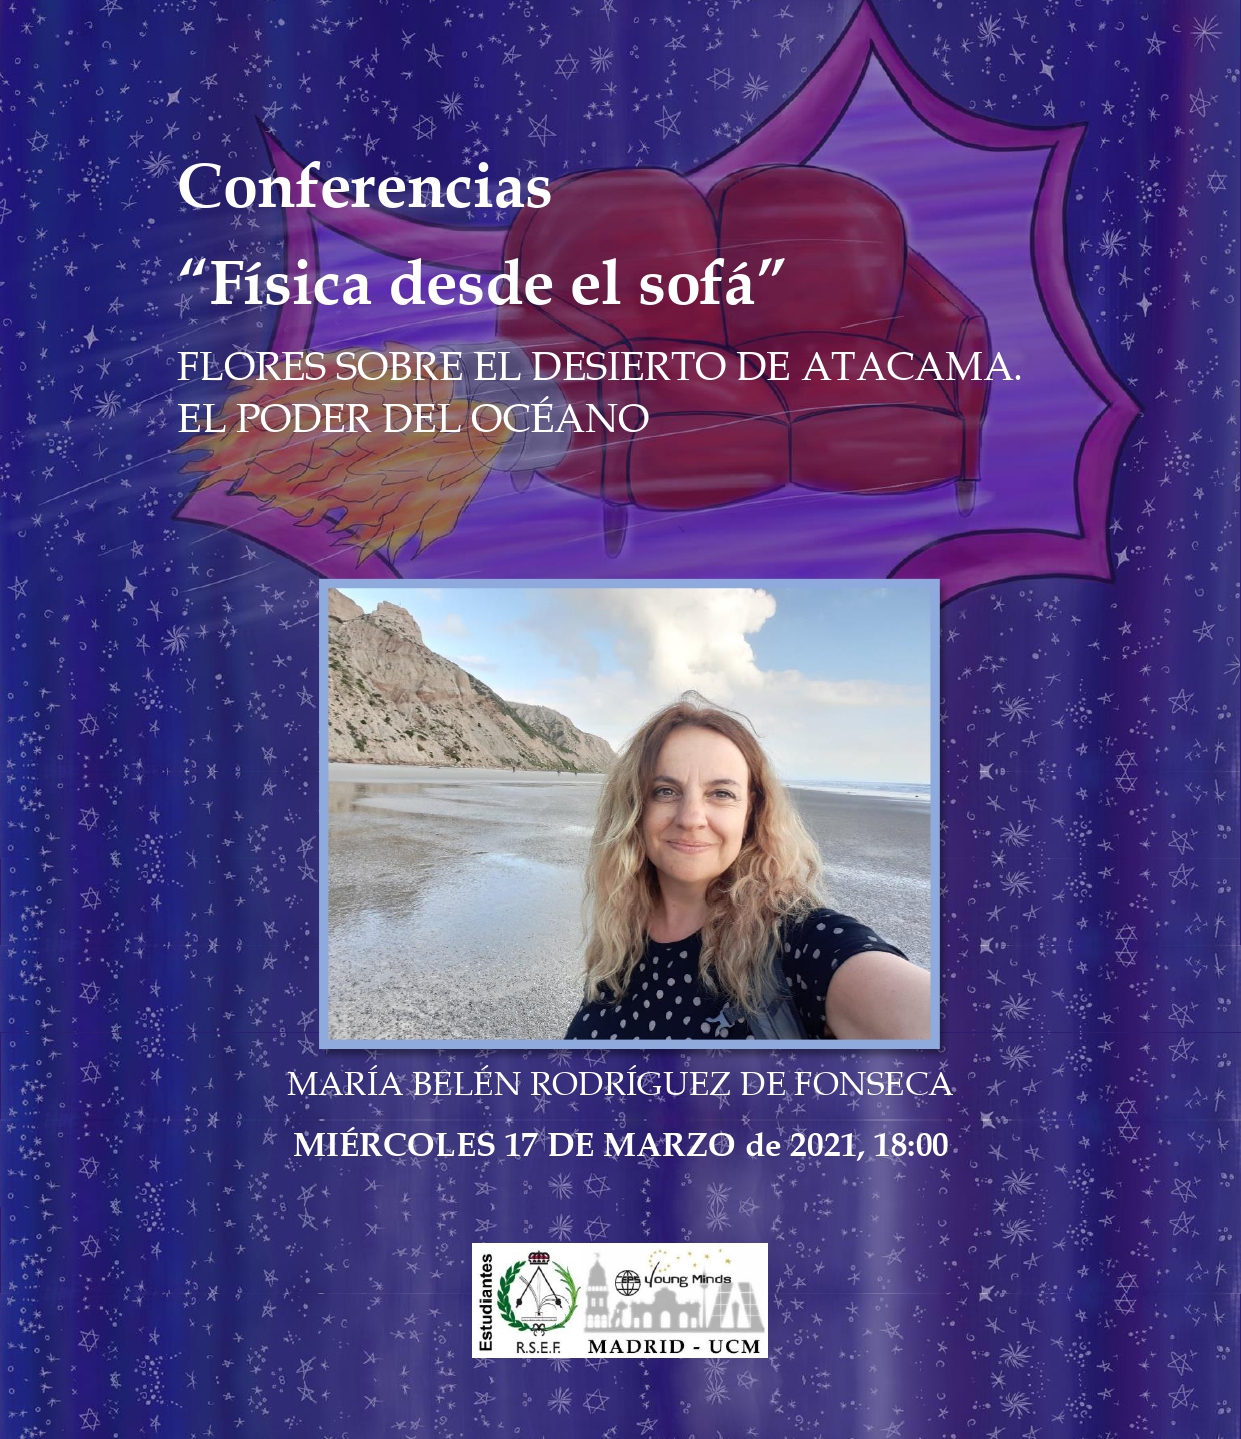 Conferencias
“Física desde el sofá”
FLORES SOBRE EL DESIERTO DE ATACAMA.
EL PODER DEL OCÉANO
MARÍA BELÉN RODRÍGUEZ DE FONSECA
MIÉRCOLES 17 DE MARZO de 2021, 18:00
Estudiantes
R.S.E.F.
EPS Young Minds
MADRID - UCM